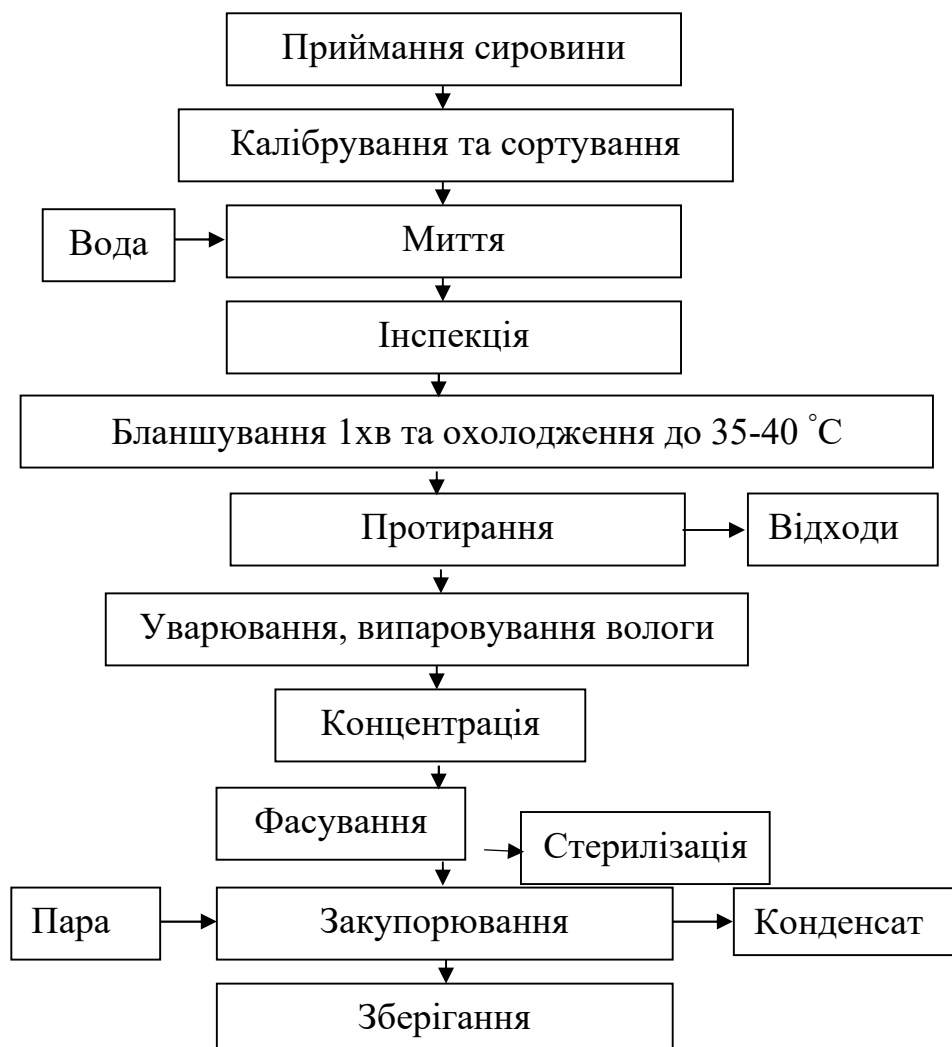 Приймання сировини
Калібрування та сортування
Вода
Миття
Інспекція
Бланшування 1хв та охолодження до 35-40 °С
Протирання
Відходи
Уварювання, випаровування вологи
Концентрація
Фасування
Стерилізація
Пара
Закупорювання
Конденсат
Зберігання